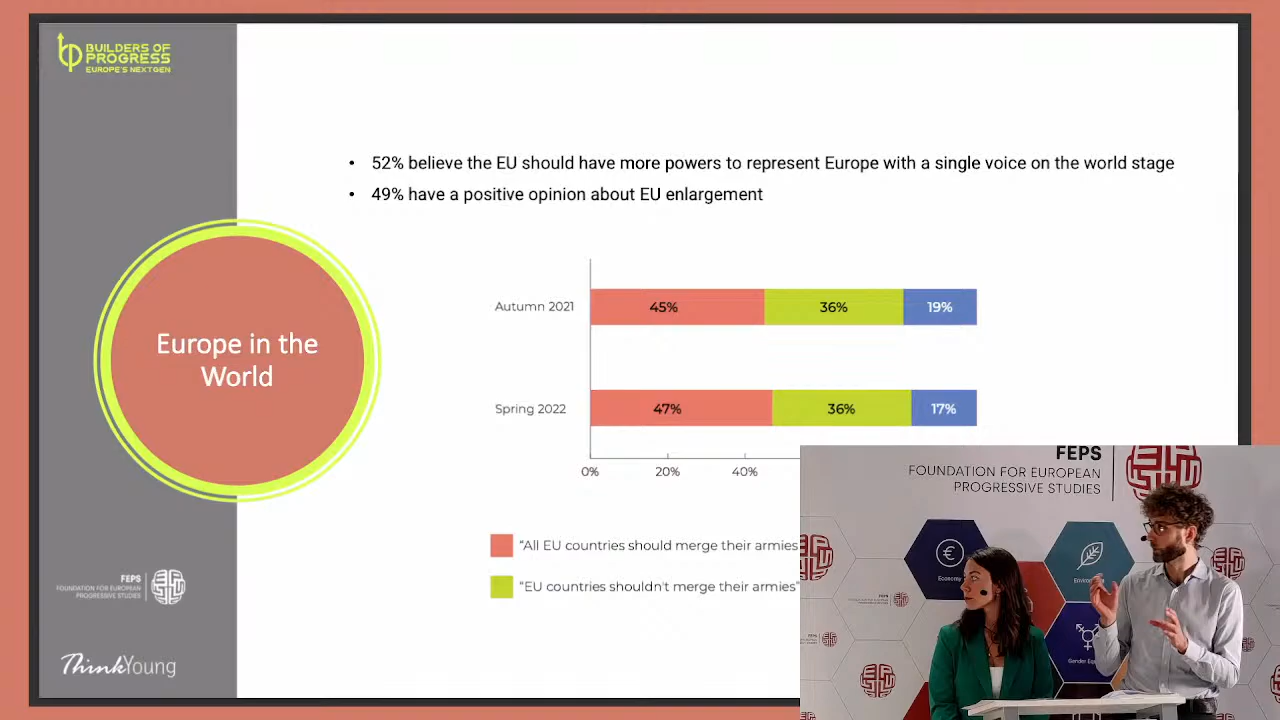 BUILDERS OF
PROGRESS
EUROPE'S NEXTGEN
• 52% believe the EU should have more powers to represent Europe with a single voice on the world stage
• 49% have a positive opinion about EU enlargement
Europe in the
World
Autumn 2021
45%
36%
19%
Spring 2022
47%
36%
17%
0%
20%
40%
"All EU countries should merge their armies
"EU countries shouldn't merge their armies"
FEPS
FOUNDATION FOR EUROPEAN
PROGRESSIVE STUDIES
ThinkYoung
FEPS
FOUNDATION FOR EUROPEAN
PROGRESSIVE STUDIES
Economy
Gender
FEPS
FEPS